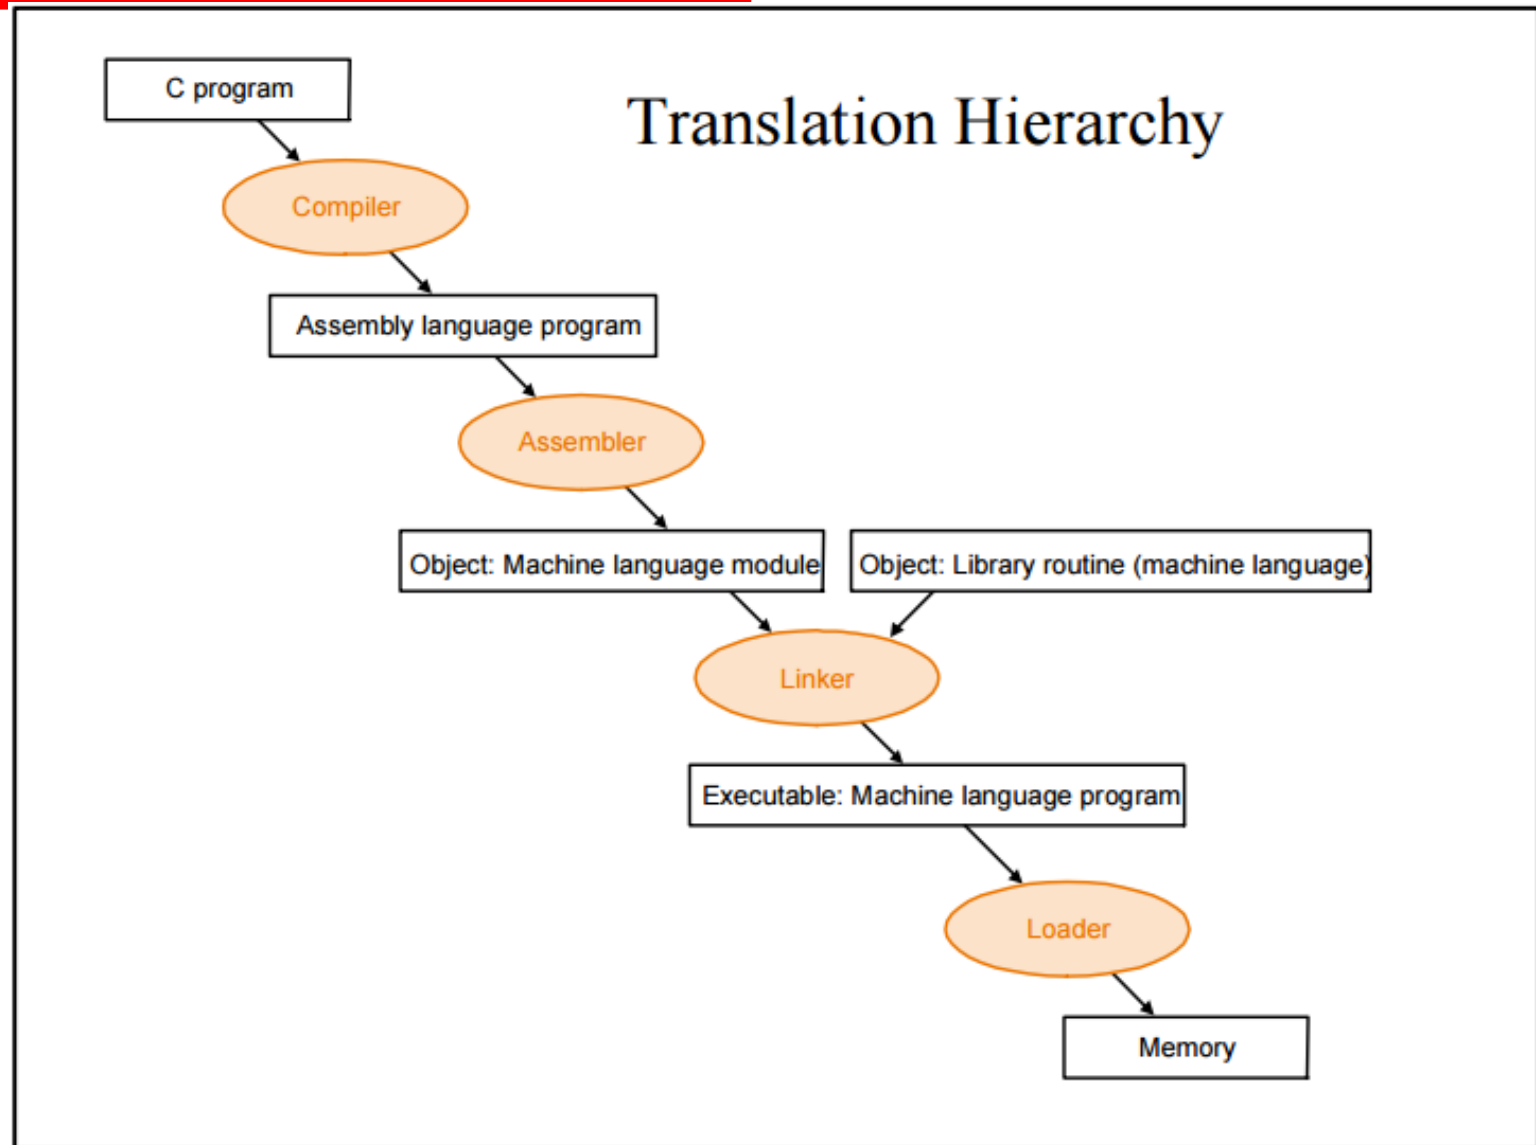 C program
Translation Hierarchy
Compiler
Assembly language program
Assembler
Object: Machine language module
Object: Library routine (machine language)
Linker
Executable: Machine language program
Loader
Memory